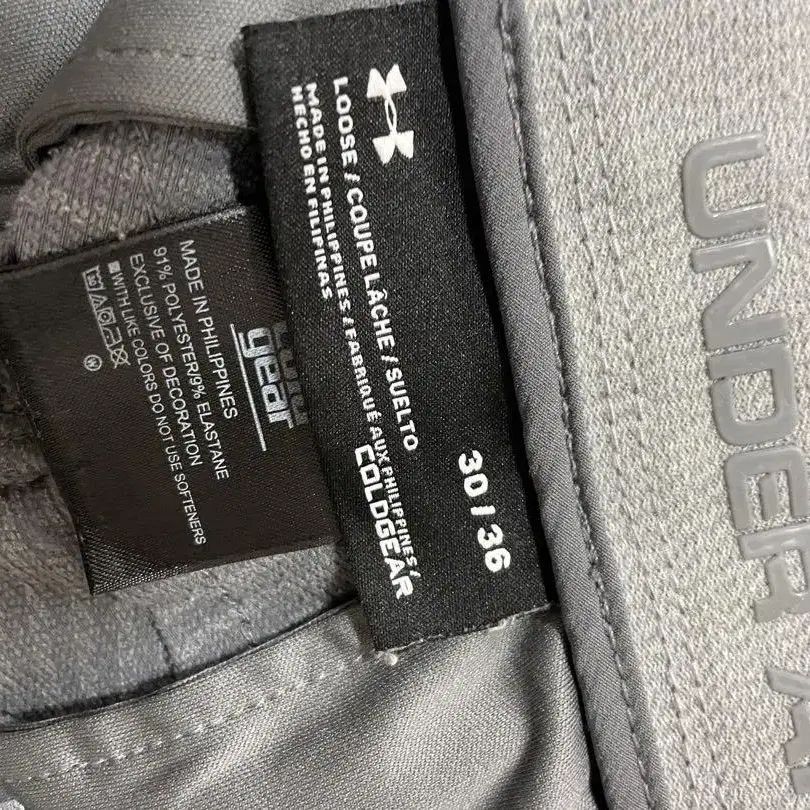 30 / 36
LOOSE / COUPE LÂCHE / SUELTO
MADE IN PHILIPPINES / FABRIQUÉ AUX PHILIPPINES /
HECHO EN FILIPINAS
COLDGEAR
gear
MADE IN PHILIPPINES
91% POLYESTER/9% ELASTANE
EXCLUSIVE OF DECORATION
WITH LIKE COLORS DO NOT USE SOFTENERS
UNDER